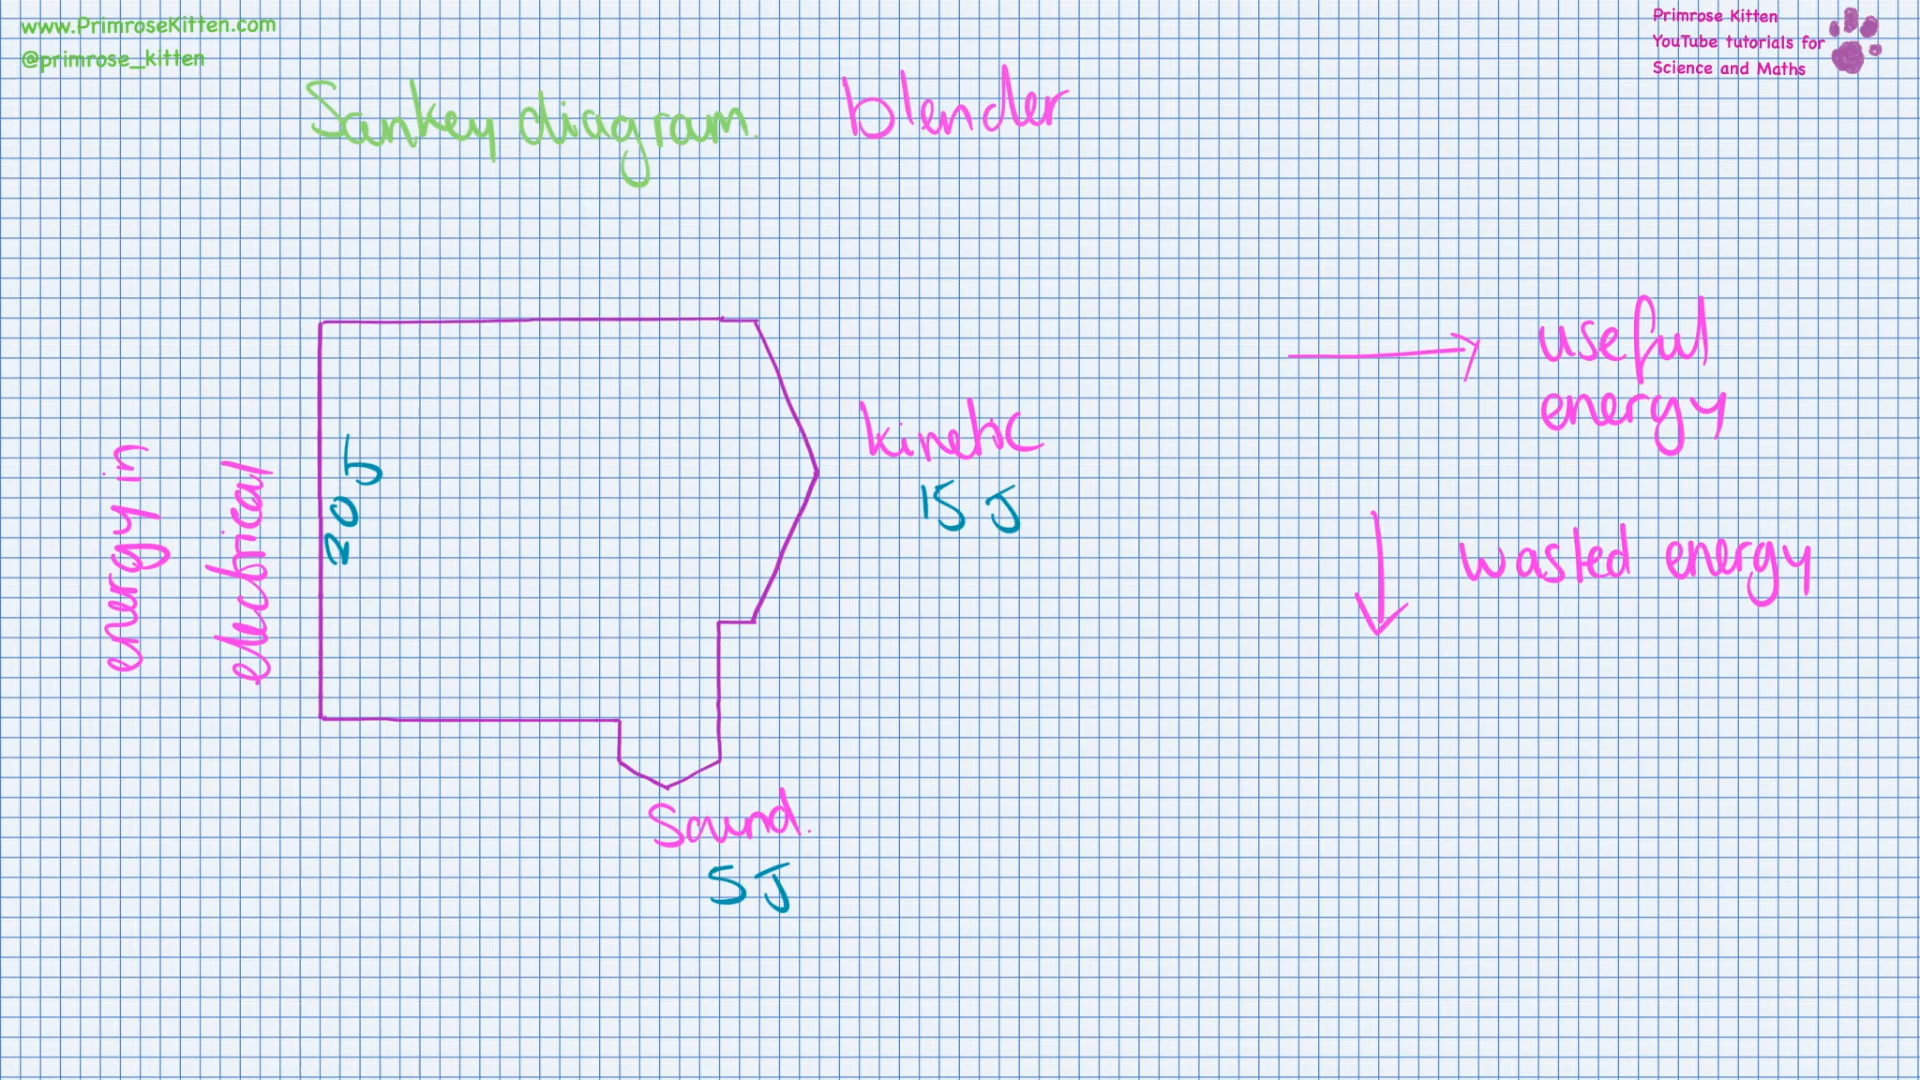 www.PrimroseKitten.com
@primrose_kitten
Primrose Kitten
YouTube tutorials for
Science and Maths
Sankey diagram. blender
energy in
electrical
20 J
kinetic
15 J
Sound.
5 J
useful
energy
wasted energy